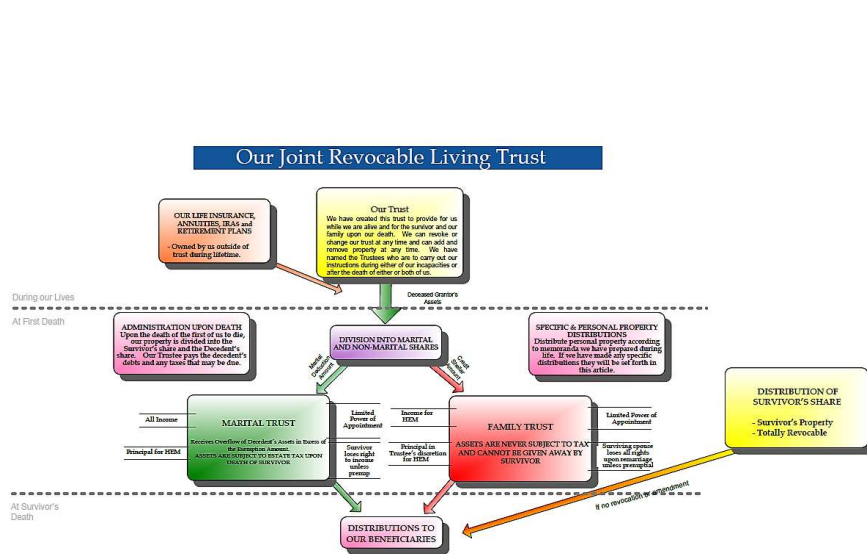 Our Joint Revocable Living Trust
OUR LIFE INSURANCE,
ANNUITIES, IRAs and
RETIREMENT PLANS
- Owned by us outside of
trust during lifetime.
Our Trust
We have created this trust to provide for us
while we are alive and for the survivor and our
family upon our death. We can revoke or
change our trust at any time and can add and
remove property at any time. We have
named the Trustees who are to carry out our
instructions during either of our incapacities or
after the death of either or both of us.
During our Lives
Deceased Grantor's
Assets
At First Death
ADMINISTRATION UPON DEATH
Upon the death of the first of us to die,
our property is divided into the
Survivor's share and the Decedent's
share. Our Trustee pays the decedent's
debts and any taxes that may be due.
DIVISION INTO MARITAL
AND NON-MARITAL SHARES
SPECIFIC & PERSONAL PROPERTY
DISTRIBUTIONS
Distribute personal property according
to memoranda we have prepared during
life. If we have made any specific
distributions they will be set forth in
this article.
Marital
Deduction
Amount
Credit
Shelter
Amount
DISTRIBUTION OF
SURVIVOR'S SHARE
- Survivor's Property
- Totally Revocable
All Income
Principal for HEM
MARITAL TRUST
Receives Overflow of Decedent's Assets in Excess of
the Exemption Amount.
ASSETS ARE SUBJECT TO ESTATE TAX UPON
DEATH OF SURVIVOR
Limited
Power of
Appointment
Survivor
loses right
to income
unless
prenup
Income for
HEM
Principal in
Trustee's discretion
for HEM
FAMILY TRUST
ASSETS ARE NEVER SUBJECT TO TAX
AND CANNOT BE GIVEN AWAY BY
SURVIVOR
Limited Power of
Appointment
Surviving spouse
loses all rights
upon remarriage
unless prenuptial
If no revocation or amendment
At Survivor's
Death
DISTRIBUTIONS TO
OUR BENEFICIARIES